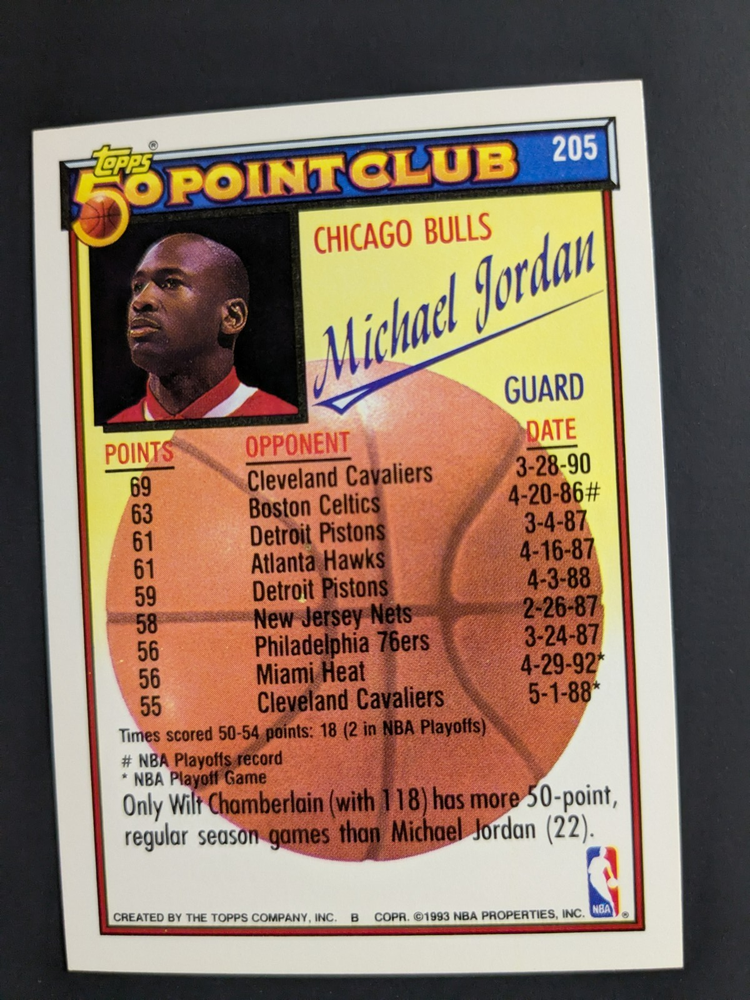 topps®
50 POINT CLUB 205
CHICAGO BULLS
Michael Jordan
GUARD
POINTS OPPONENT DATE
69 Cleveland Cavaliers 3-28-90
63 Boston Celtics 4-20-86#
61 Detroit Pistons 3-4-87
61 Atlanta Hawks 4-16-87
59 Detroit Pistons 4-3-88
58 New Jersey Nets 2-26-87
56 Philadelphia 76ers 3-24-87
56 Miami Heat 4-29-92*
55 Cleveland Cavaliers 5-1-88*
Times scored 50-54 points: 18 (2 in NBA Playoffs)
# NBA Playoffs record
* NBA Playoff Game
Only Wilt Chamberlain (with 118) has more 50-point,
regular season games than Michael Jordan (22).
NBA ®
CREATED BY THE TOPPS COMPANY, INC. B COPR. ©1993 NBA PROPERTIES, INC.